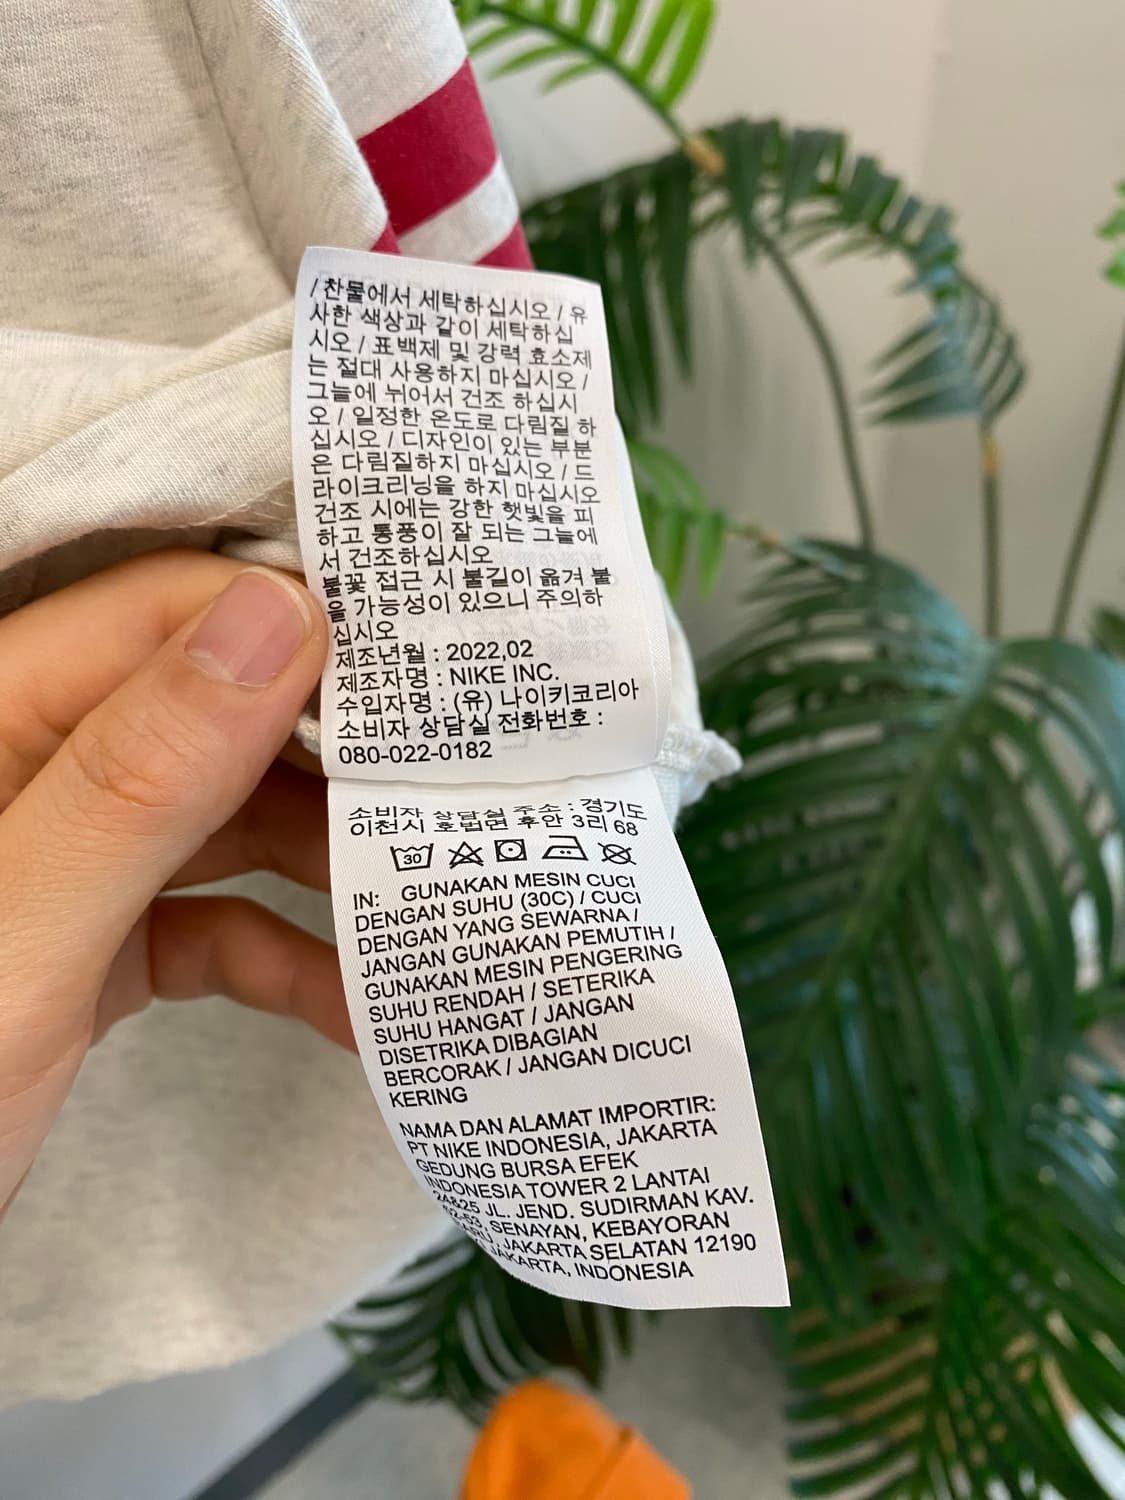 / 찬물에서 세탁하십시오 / 유
사한 색상과 같이 세탁하십
시오 / 표백제 및 강력 효소제
는 절대 사용하지 마십시오 /
그늘에 뉘어서 건조 하십시
오 / 일정한 온도로 다림질 하
십시오 / 디자인이 있는 부분
은 다림질하지 마십시오 / 드
라이크리닝을 하지 마십시오
건조 시에는 강한 햇빛을 피
하고 통풍이 잘 되는 그늘에
서 건조하십시오
불꽃 접근 시 불길이 옮겨 붙
을 가능성이 있으니 주의하
십시오
제조년월 : 2022,02
제조자명 : NIKE INC.
수입자명 : (유) 나이키코리아
소비자 상담실 전화번호 :
080-022-0182
소비자 상담실 주소 : 경기도
이천시 호법면 후안 3리 68
30
IN: GUNAKAN MESIN CUCI
DENGAN SUHU (30C) / CUCI
DENGAN YANG SEWARNA /
JANGAN GUNAKAN PEMUTIH /
GUNAKAN MESIN PENGERING
SUHU RENDAH / SETERIKA
SUHU HANGAT / JANGAN
DISETRIKA DIBAGIAN
BERCORAK / JANGAN DICUCI
KERING
NAMA DAN ALAMAT IMPORTIR:
PT NIKE INDONESIA, JAKARTA
GEDUNG BURSA EFEK
INDONESIA TOWER 2 LANTAI
24&25 JL. JEND. SUDIRMAN KAV.
52-53, SENAYAN, KEBAYORAN
BARU, JAKARTA SELATAN 12190
JAKARTA, INDONESIA